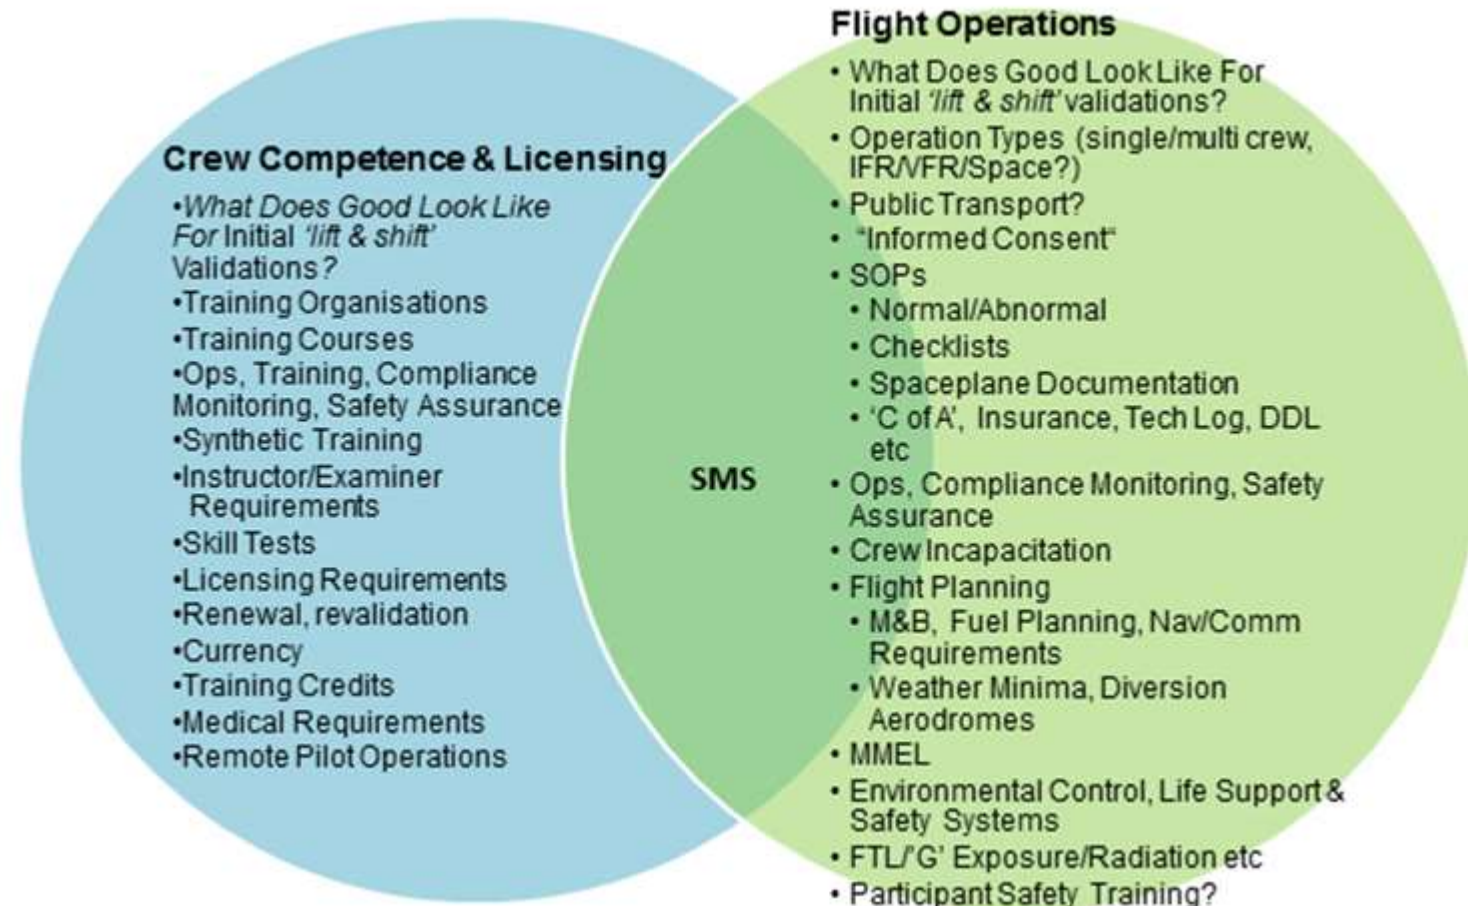 Crew Competence & Licensing
•What Does Good Look Like
For Initial ‘lift & shift’
Validations?
•Training Organisations
•Training Courses
•Ops, Training, Compliance
Monitoring, Safety Assurance
•Synthetic Training
•Instructor/Examiner
Requirements
•Skill Tests
•Licensing Requirements
•Renewal, revalidation
•Currency
•Training Credits
•Medical Requirements
•Remote Pilot Operations
SMS
Flight Operations
• What Does Good Look Like For
Initial ‘lift & shift’ validations?
• Operation Types (single/multi crew,
IFR/VFR/Space?)
• Public Transport?
• “Informed Consent“
• SOPs
• Normal/Abnormal
• Checklists
• Spaceplane Documentation
• ‘C of A’, Insurance, Tech Log, DDL
etc
• Ops, Compliance Monitoring, Safety
Assurance
• Crew Incapacitation
• Flight Planning
• M&B, Fuel Planning, Nav/Comm
Requirements
• Weather Minima, Diversion
Aerodromes
• MMEL
• Environmental Control, Life Support &
Safety Systems
• FTL/’G’ Exposure/Radiation etc
• Participant Safety Training?